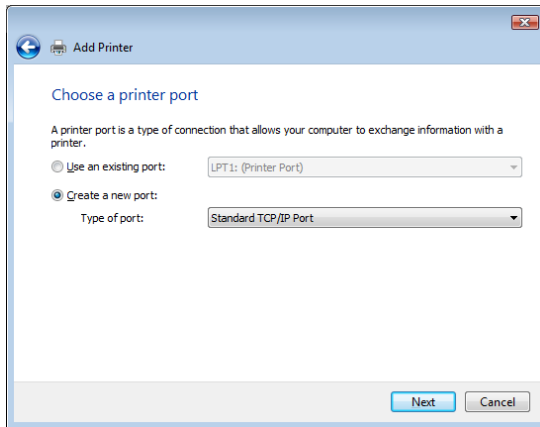 Add Printer
Choose a printer port
A printer port is a type of connection that allows your computer to exchange information with a
printer.
Use an existing port: LPT1: (Printer Port)
Create a new port:
Type of port: Standard TCP/IP Port
Next Cancel